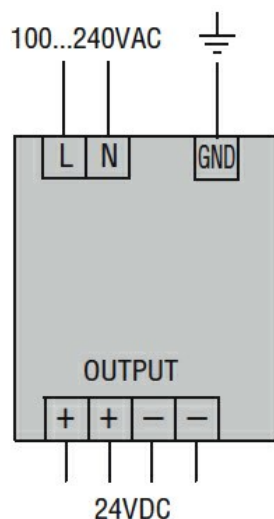 100...240VAC
L N GND
OUTPUT
+ + − −
24VDC